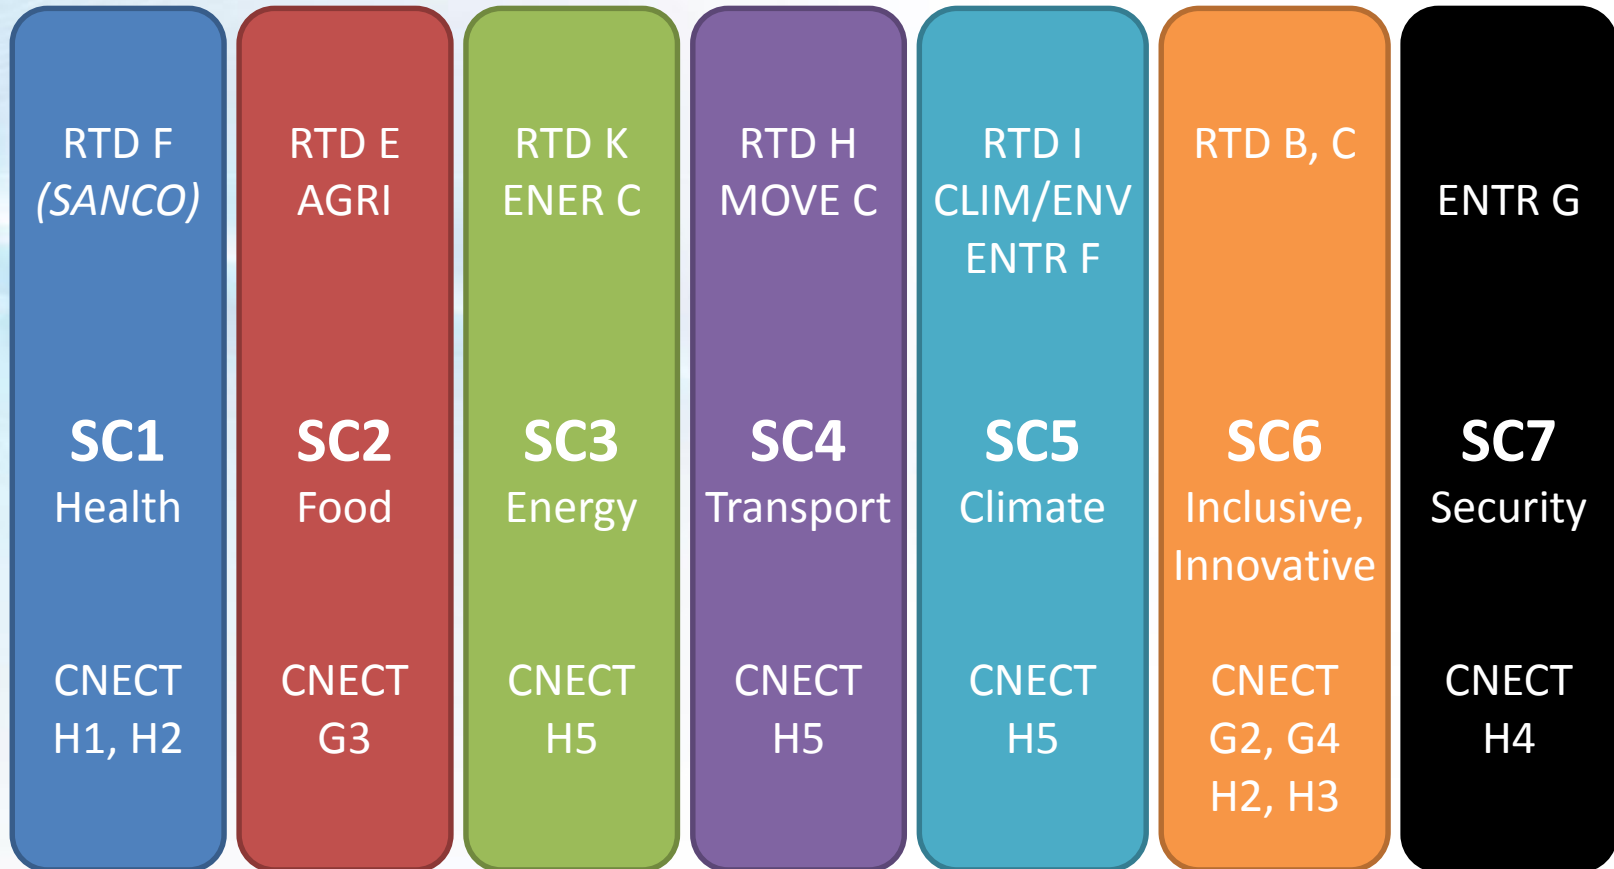 RTD F
(SANCO)
SC1
Health
CNECT
H1, H2
RTD E
AGRI
SC2
Food
CNECT
G3
RTD K
ENER C
SC3
Energy
CNECT
H5
RTD H
MOVE C
SC4
Transport
CNECT
H5
RTD I
CLIM/ENV
ENTR F
SC5
Climate
CNECT
H5
RTD B, C
SC6
Inclusive,
Innovative
CNECT
G2, G4
H2, H3
ENTR G
SC7
Security
CNECT
H4